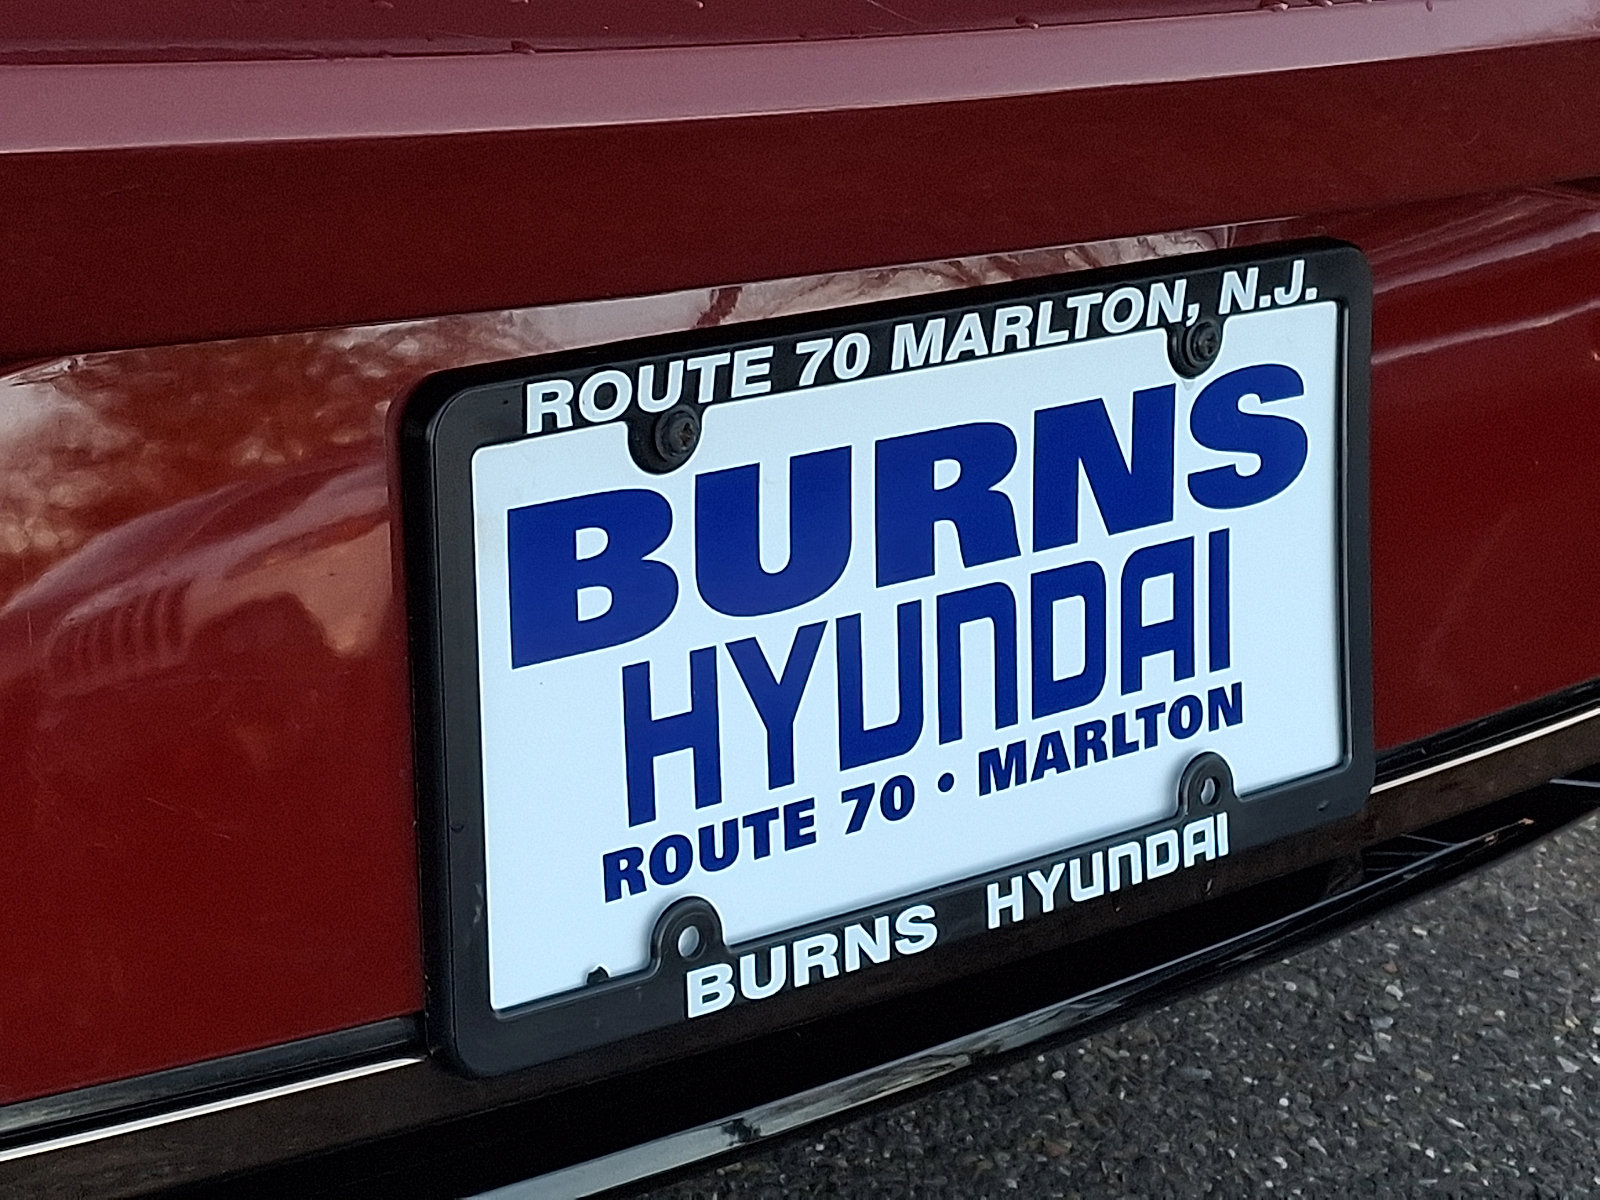 ROUTE 70 MARLTON, N.J.
BURNS
HYUNDAI
ROUTE 70 • MARLTON
BURNS HYUNDAI